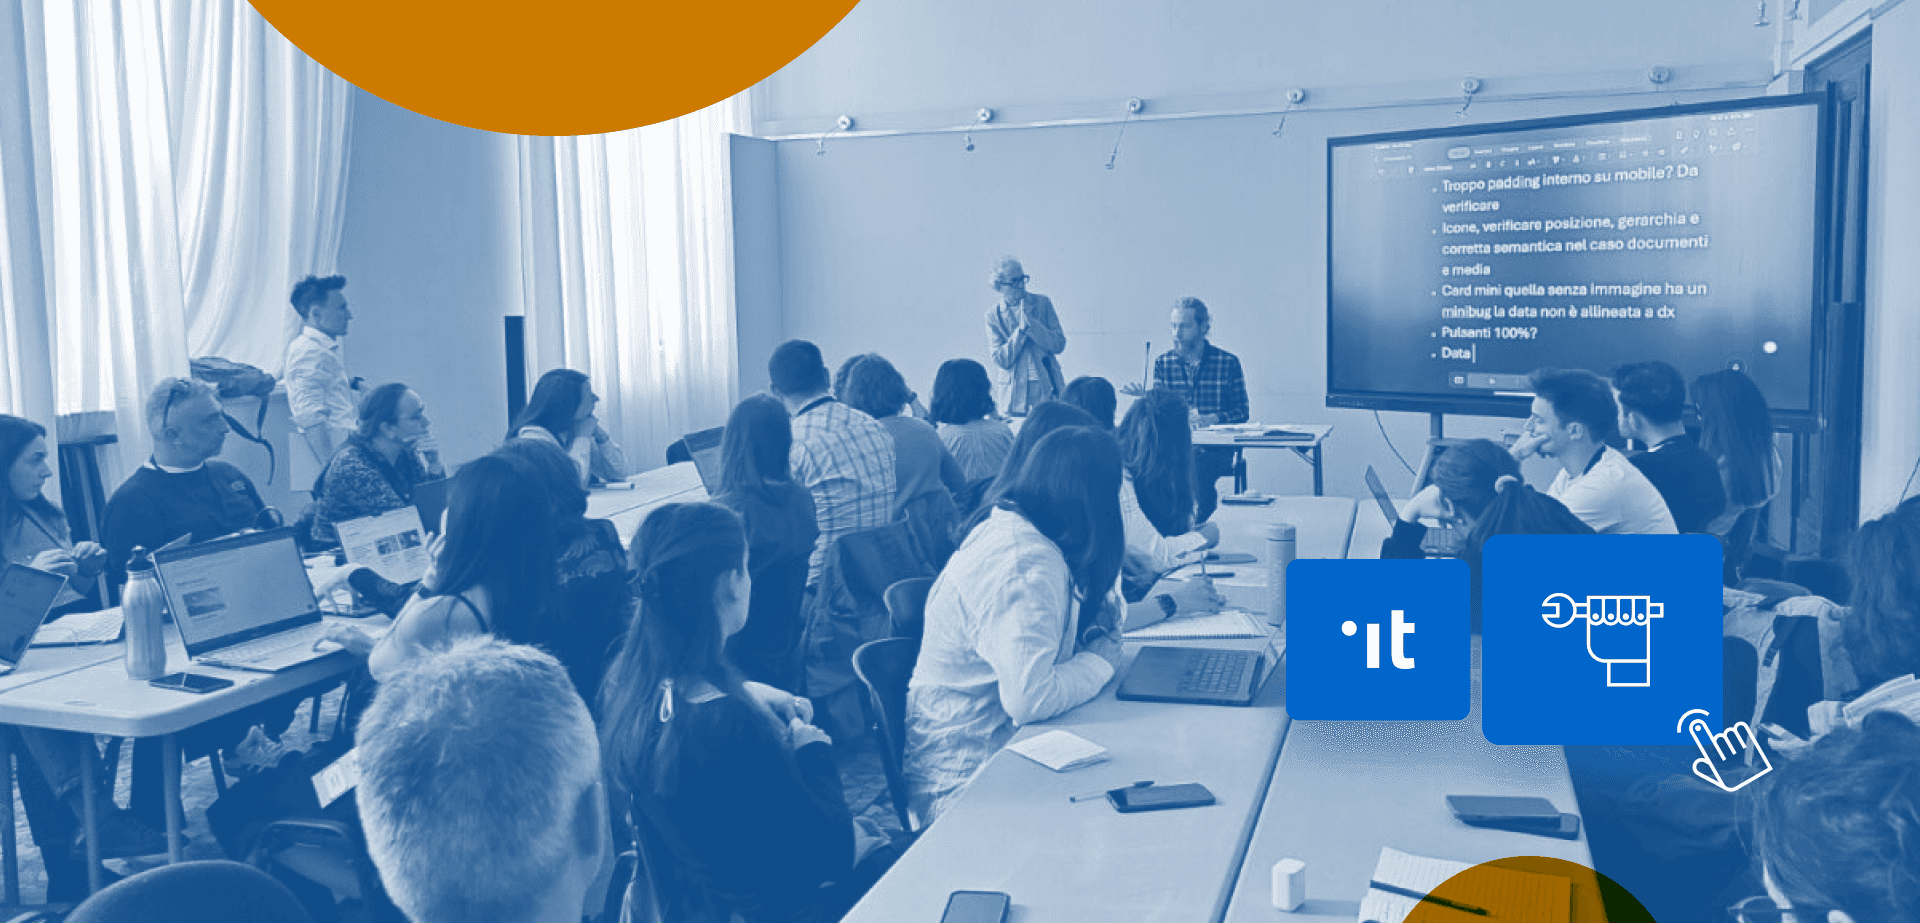 Troppo padding interno su mobile? Da
verificare
Icone, verificare posizione, gerarchia e
corretta semantica nel caso documenti
e media
Card mini quella senza immagine ha un
minibug la data non è allineata a dx
Pulsanti 100%?
Data
it